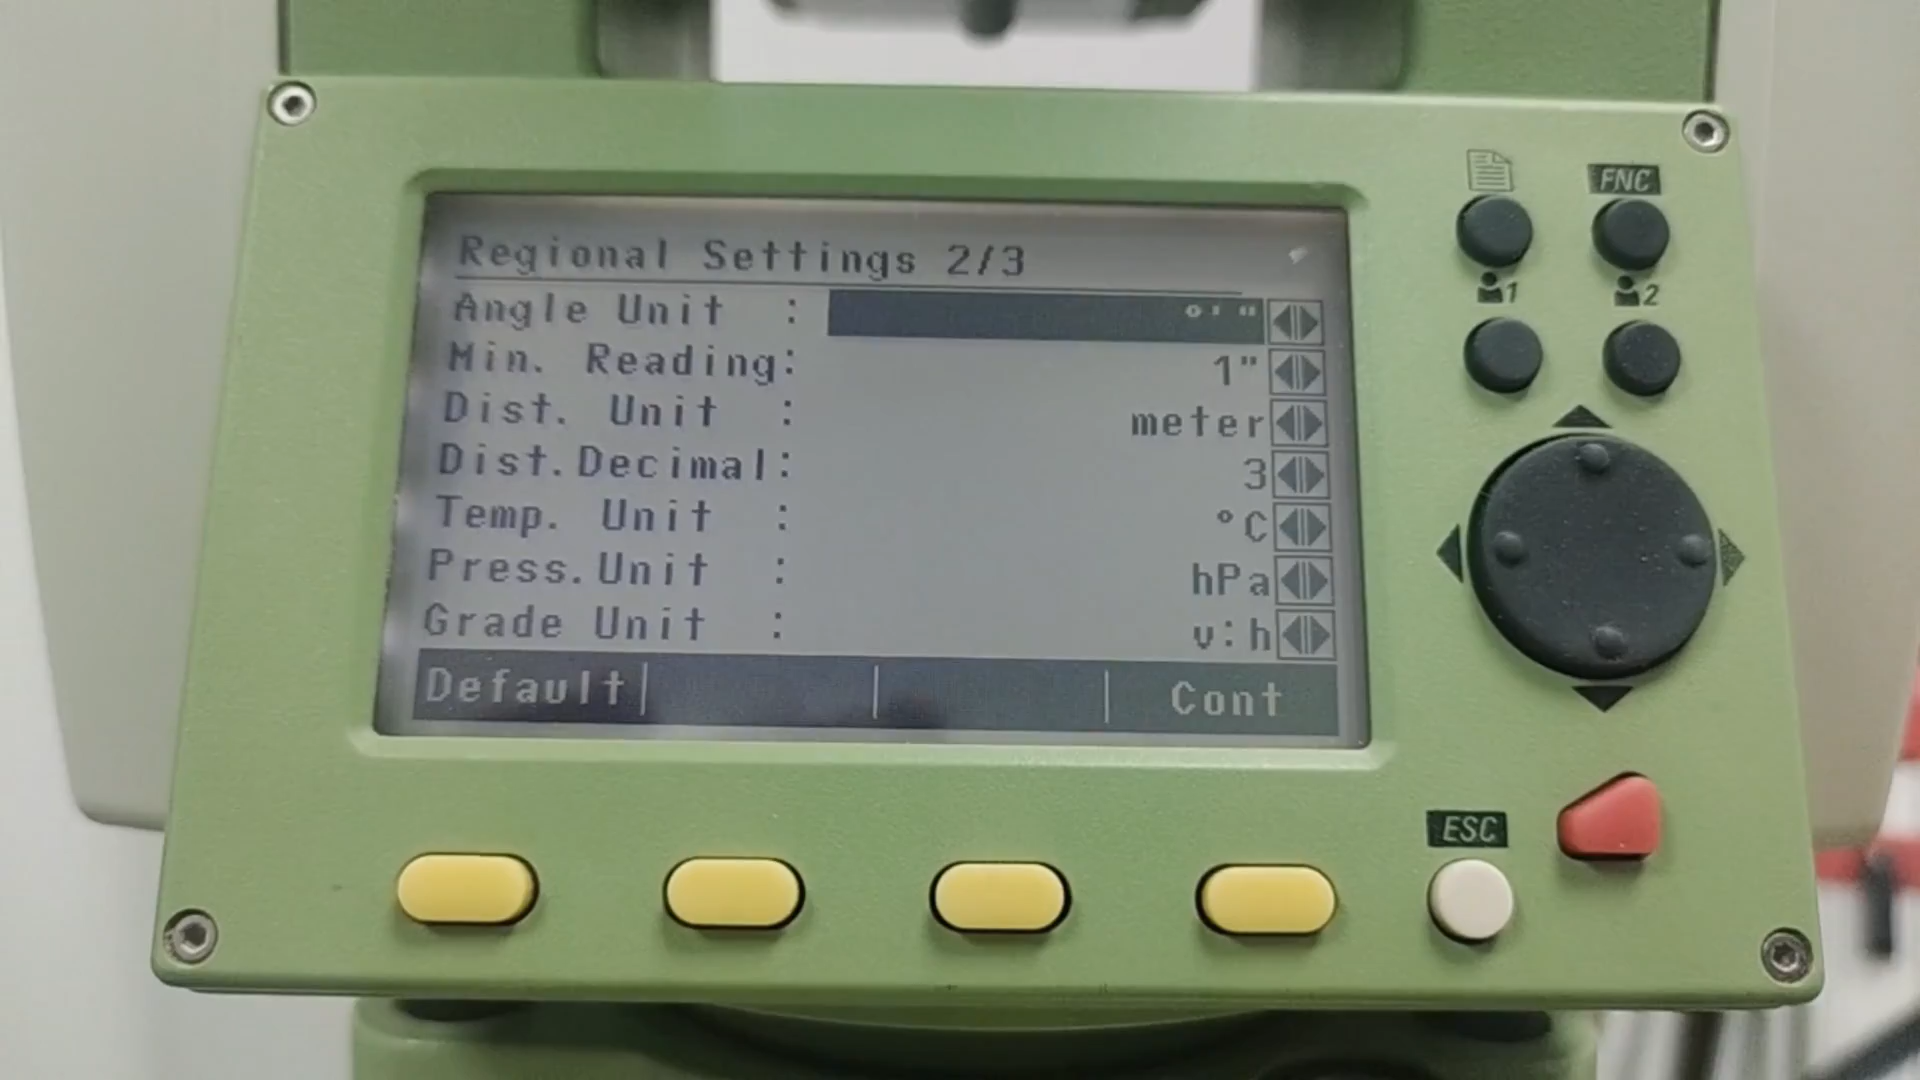 Regional Settings 2/3
Angle Unit : ° ' "
Min. Reading: 1"
Dist. Unit : meter
Dist.Decimal: 3
Temp. Unit : °C
Press.Unit : hPa
Grade Unit : v:h
Default Cont
FNC
1 2
ESC